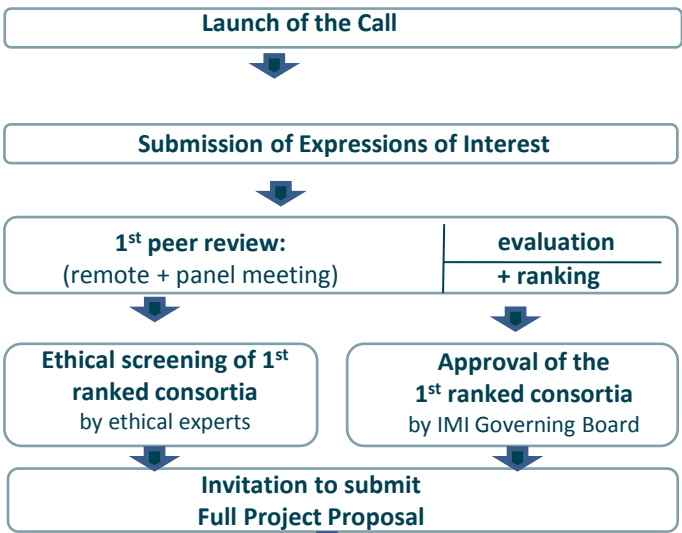 Launch of the Call
Submission of Expressions of Interest
1st peer review:
(remote + panel meeting)
evaluation
+ ranking
Ethical screening of 1st
ranked consortia
by ethical experts
Approval of the
1st ranked consortia
by IMI Governing Board
Invitation to submit
Full Project Proposal